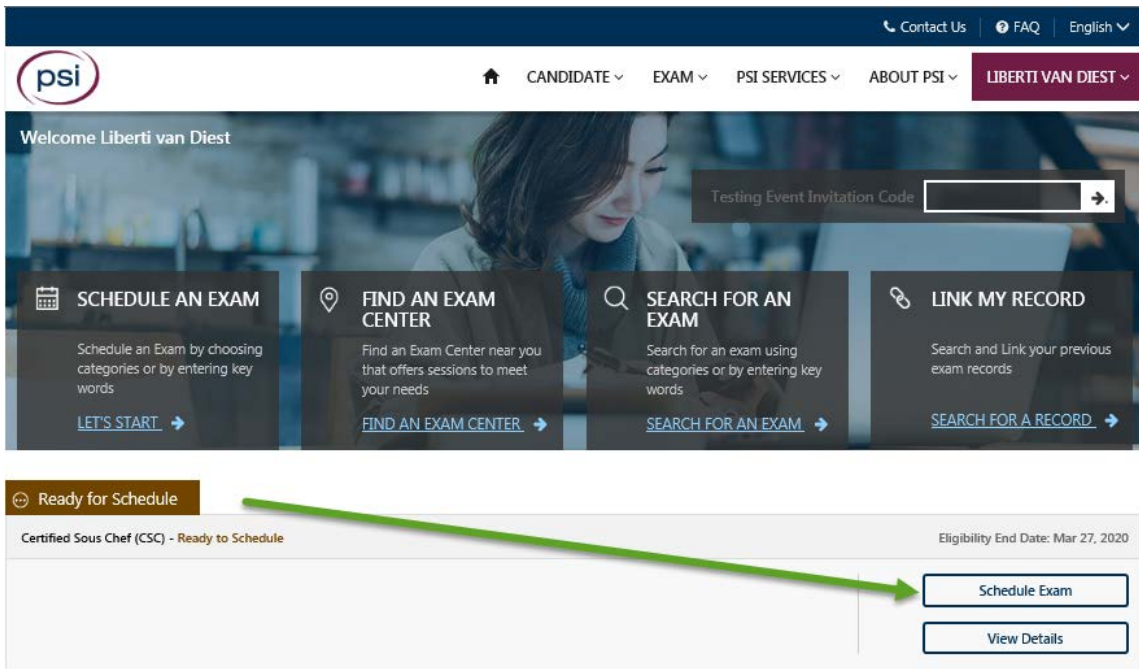 Contact Us
FAQ
English
psi
CANDIDATE
EXAM
PSI SERVICES
ABOUT PSI
LIBERTI VAN DIEST
Welcome Liberti van Diest
Testing Event Invitation Code
SCHEDULE AN EXAM
Schedule an Exam by choosing
categories or by entering key
words
LET'S START
FIND AN EXAM
CENTER
Find an Exam Center near you
that offers sessions to meet
your needs
FIND AN EXAM CENTER
SEARCH FOR AN
EXAM
Search for an exam using
categories or by entering key
words
SEARCH FOR AN EXAM
LINK MY RECORD
Search and Link your previous
exam records
SEARCH FOR A RECORD
Ready for Schedule
Certified Sous Chef (CSC) - Ready to Schedule
Eligibility End Date: Mar 27, 2020
Schedule Exam
View Details